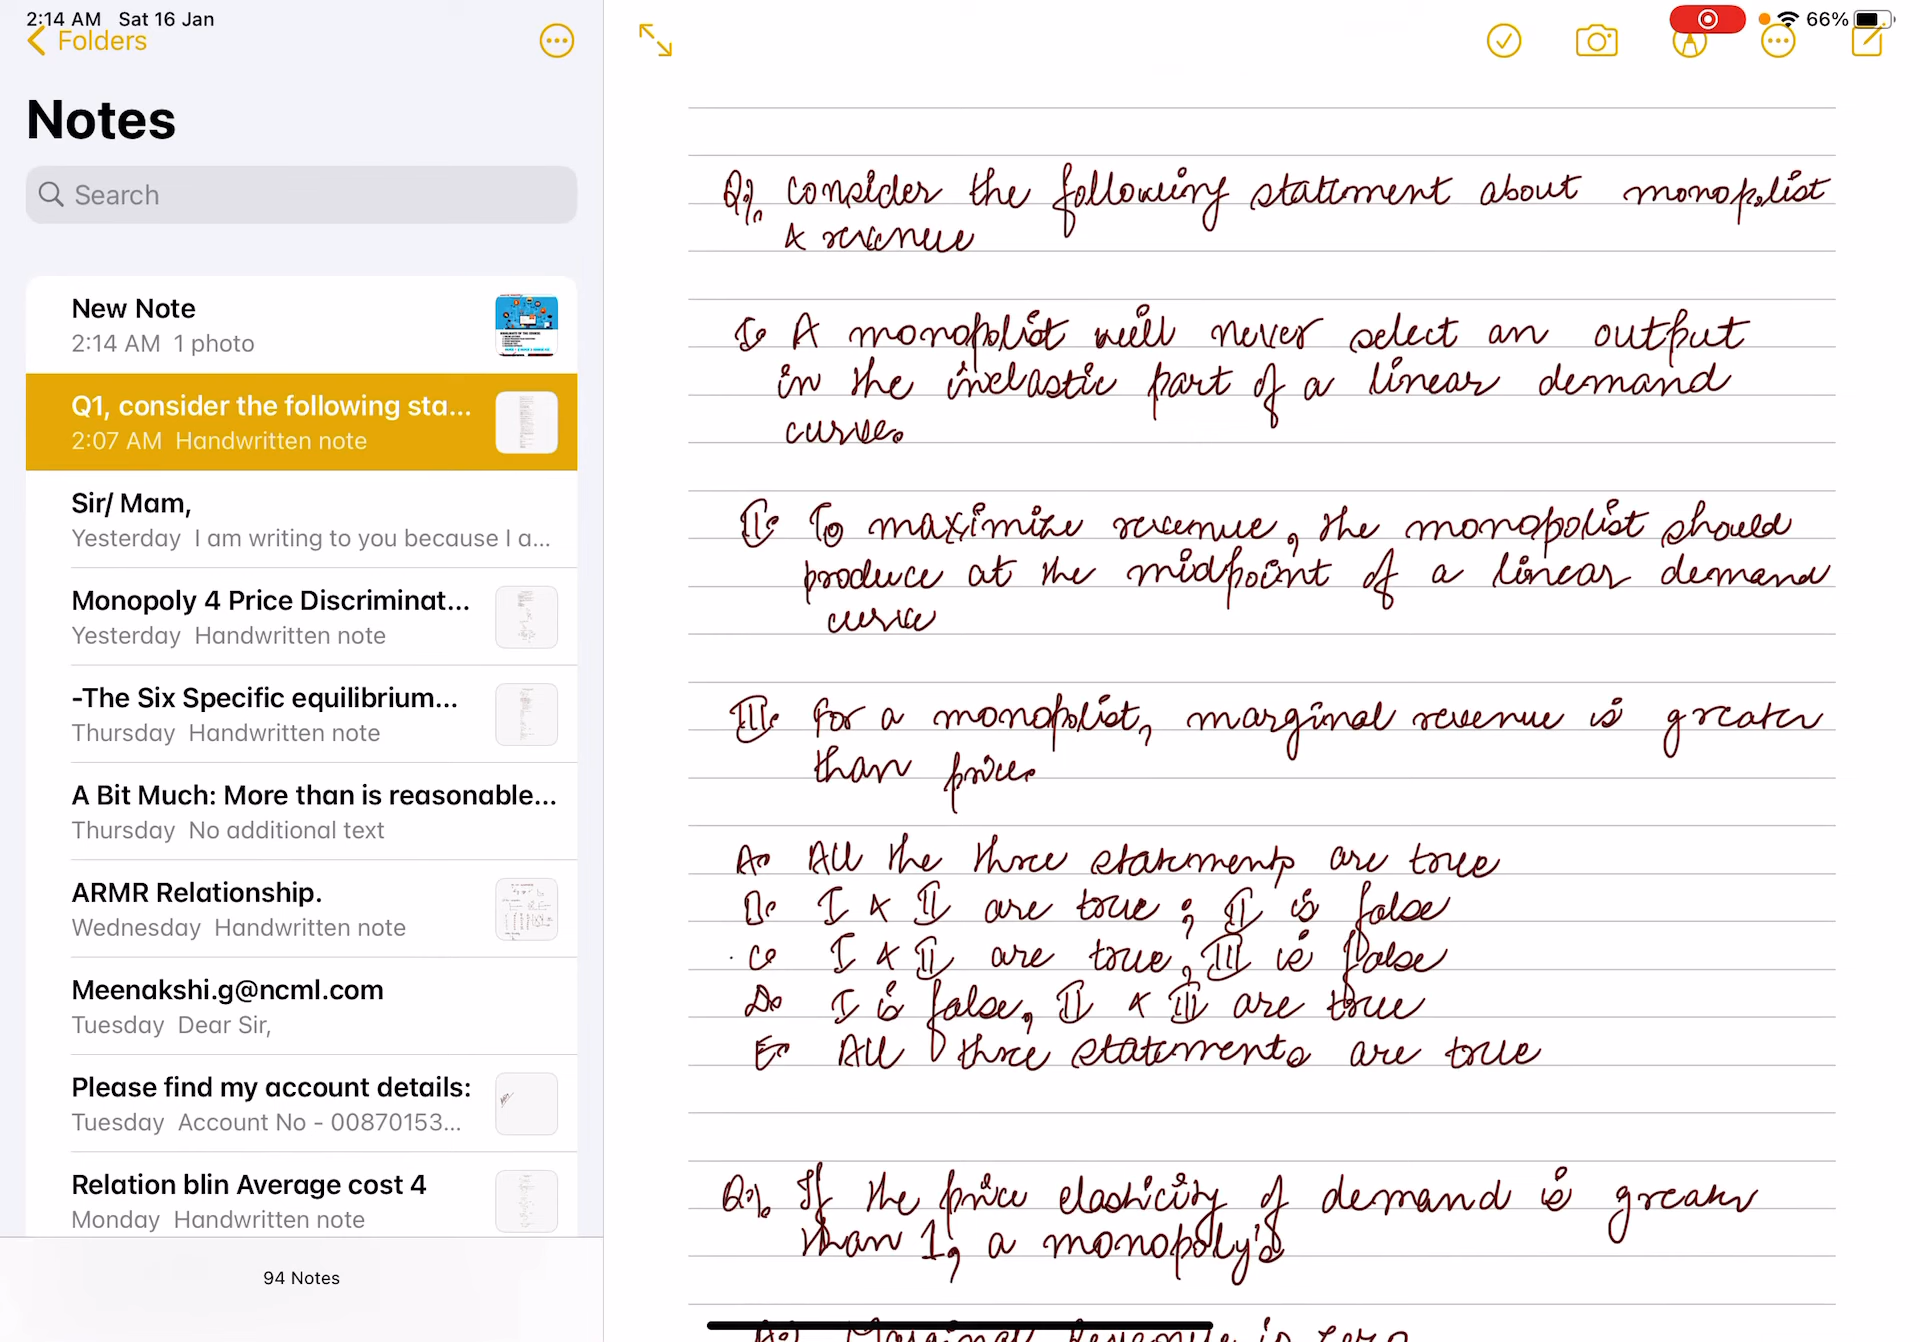 2:14 AM Sat 16 Jan
66%
Folders
Notes
Search
New Note
2:14 AM 1 photo
Q1, consider the following sta...
2:07 AM Handwritten note
Sir/ Mam,
Yesterday I am writing to you because I a...
Monopoly 4 Price Discriminat...
Yesterday Handwritten note
-The Six Specific equilibrium...
Thursday Handwritten note
A Bit Much: More than is reasonable...
Thursday No additional text
ARMR Relationship.
Wednesday Handwritten note
Meenakshi.g@ncml.com
Tuesday Dear Sir,
Please find my account details:
Tuesday Account No - 00870153...
Relation blin Average cost 4
Monday Handwritten note
94 Notes
Q1. Consider the following statement about monopolist
& revenue
I. A monopolist will never select an output
in the inelastic part of a linear demand
curve.
II. To maximize revenue, the monopolist should
produce at the midpoint of a linear demand
curve
III. For a monopolist, marginal revenue is greater
than price.
A. All the three statements are true
B. I & II are true; II is false
C. I & II are true, III is false
D. I is false, II & III are true
E. All three statements are true
Q2. If the price elasticity of demand is greater
than 1, a monopoly's
A. Marginal Revenue is zero